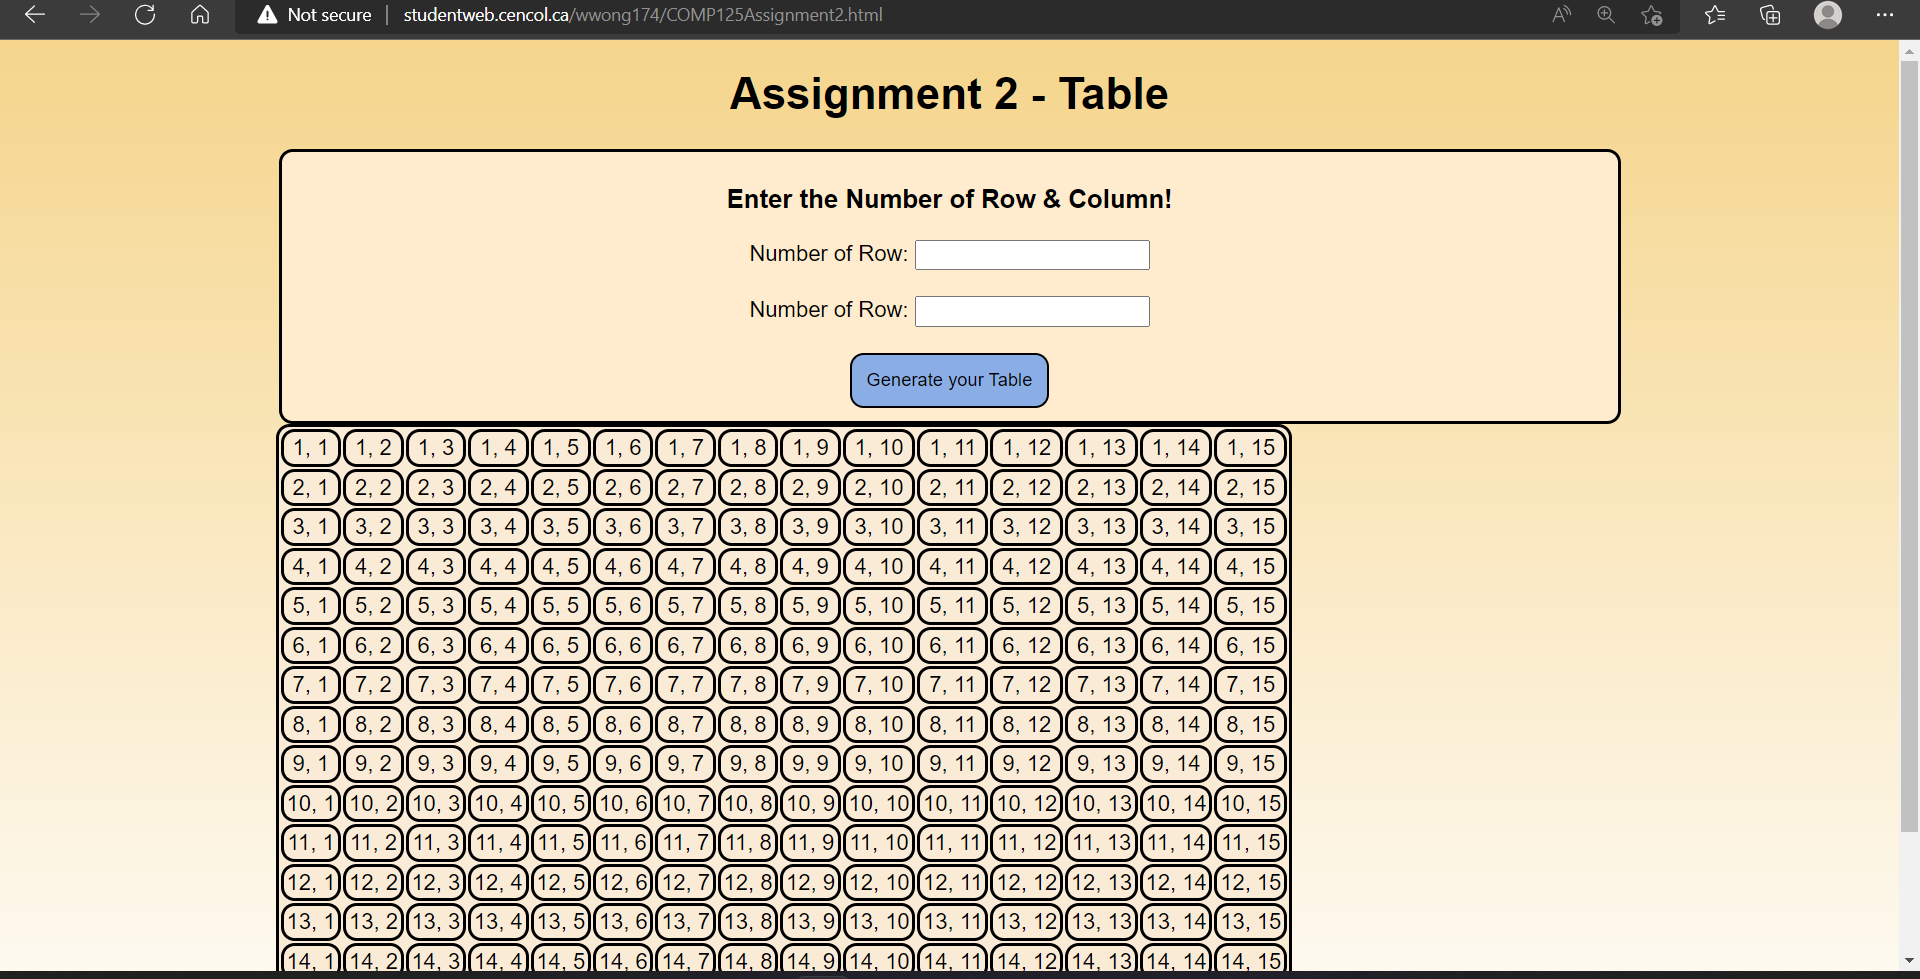 Not secure | studentweb.cencol.ca/wwong174/COMP125Assignment2.html
Assignment 2 - Table
Enter the Number of Row & Column!
Number of Row:
Number of Row:
Generate your Table
1, 1 1, 2 1, 3 1, 4 1, 5 1, 6 1, 7 1, 8 1, 9 1, 10 1, 11 1, 12 1, 13 1, 14 1, 15
2, 1 2, 2 2, 3 2, 4 2, 5 2, 6 2, 7 2, 8 2, 9 2, 10 2, 11 2, 12 2, 13 2, 14 2, 15
3, 1 3, 2 3, 3 3, 4 3, 5 3, 6 3, 7 3, 8 3, 9 3, 10 3, 11 3, 12 3, 13 3, 14 3, 15
4, 1 4, 2 4, 3 4, 4 4, 5 4, 6 4, 7 4, 8 4, 9 4, 10 4, 11 4, 12 4, 13 4, 14 4, 15
5, 1 5, 2 5, 3 5, 4 5, 5 5, 6 5, 7 5, 8 5, 9 5, 10 5, 11 5, 12 5, 13 5, 14 5, 15
6, 1 6, 2 6, 3 6, 4 6, 5 6, 6 6, 7 6, 8 6, 9 6, 10 6, 11 6, 12 6, 13 6, 14 6, 15
7, 1 7, 2 7, 3 7, 4 7, 5 7, 6 7, 7 7, 8 7, 9 7, 10 7, 11 7, 12 7, 13 7, 14 7, 15
8, 1 8, 2 8, 3 8, 4 8, 5 8, 6 8, 7 8, 8 8, 9 8, 10 8, 11 8, 12 8, 13 8, 14 8, 15
9, 1 9, 2 9, 3 9, 4 9, 5 9, 6 9, 7 9, 8 9, 9 9, 10 9, 11 9, 12 9, 13 9, 14 9, 15
10, 1 10, 2 10, 3 10, 4 10, 5 10, 6 10, 7 10, 8 10, 9 10, 10 10, 11 10, 12 10, 13 10, 14 10, 15
11, 1 11, 2 11, 3 11, 4 11, 5 11, 6 11, 7 11, 8 11, 9 11, 10 11, 11 11, 12 11, 13 11, 14 11, 15
12, 1 12, 2 12, 3 12, 4 12, 5 12, 6 12, 7 12, 8 12, 9 12, 10 12, 11 12, 12 12, 13 12, 14 12, 15
13, 1 13, 2 13, 3 13, 4 13, 5 13, 6 13, 7 13, 8 13, 9 13, 10 13, 11 13, 12 13, 13 13, 14 13, 15
14, 1 14, 2 14, 3 14, 4 14, 5 14, 6 14, 7 14, 8 14, 9 14, 10 14, 11 14, 12 14, 13 14, 14 14, 15